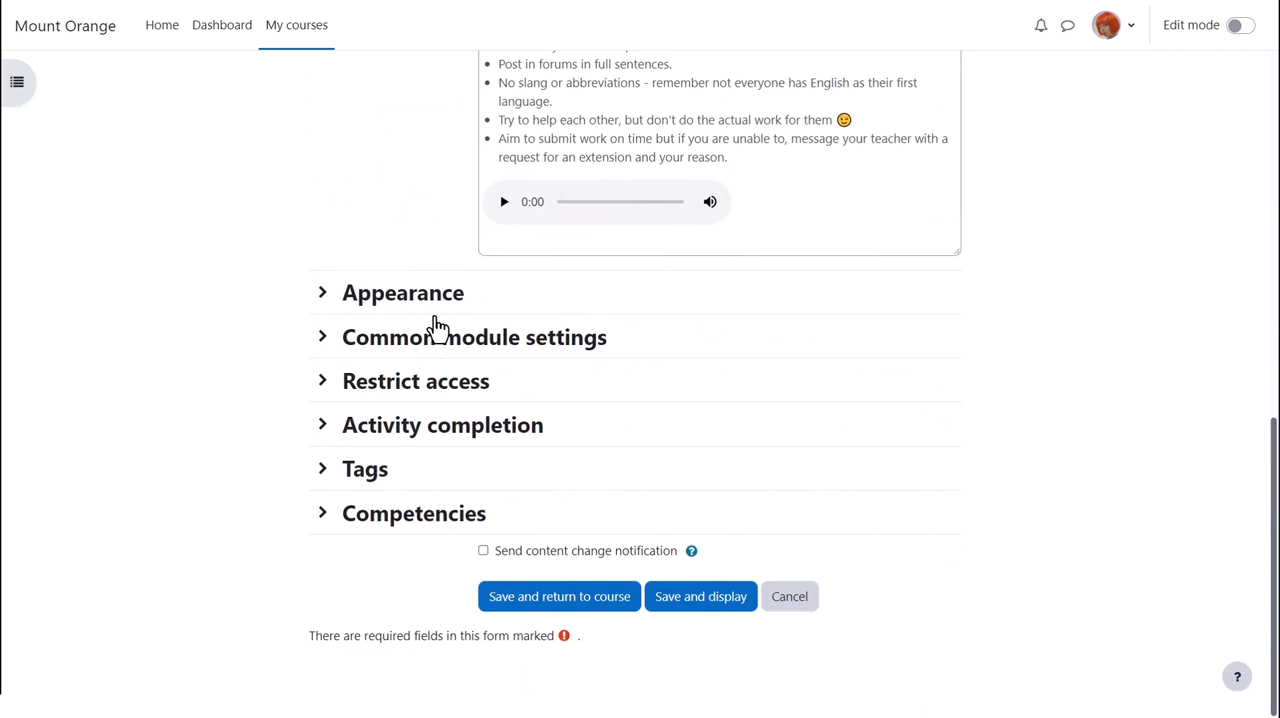 Mount Orange
Home
Dashboard
My courses
Edit mode
Post in forums in full sentences.
No slang or abbreviations - remember not everyone has English as their first
language.
Try to help each other, but don't do the actual work for them 😉
Aim to submit work on time but if you are unable to, message your teacher with a
request for an extension and your reason.
0:00
Appearance
Common module settings
Restrict access
Activity completion
Tags
Competencies
Send content change notification ?
Save and return to course
Save and display
Cancel
There are required fields in this form marked ! .
?